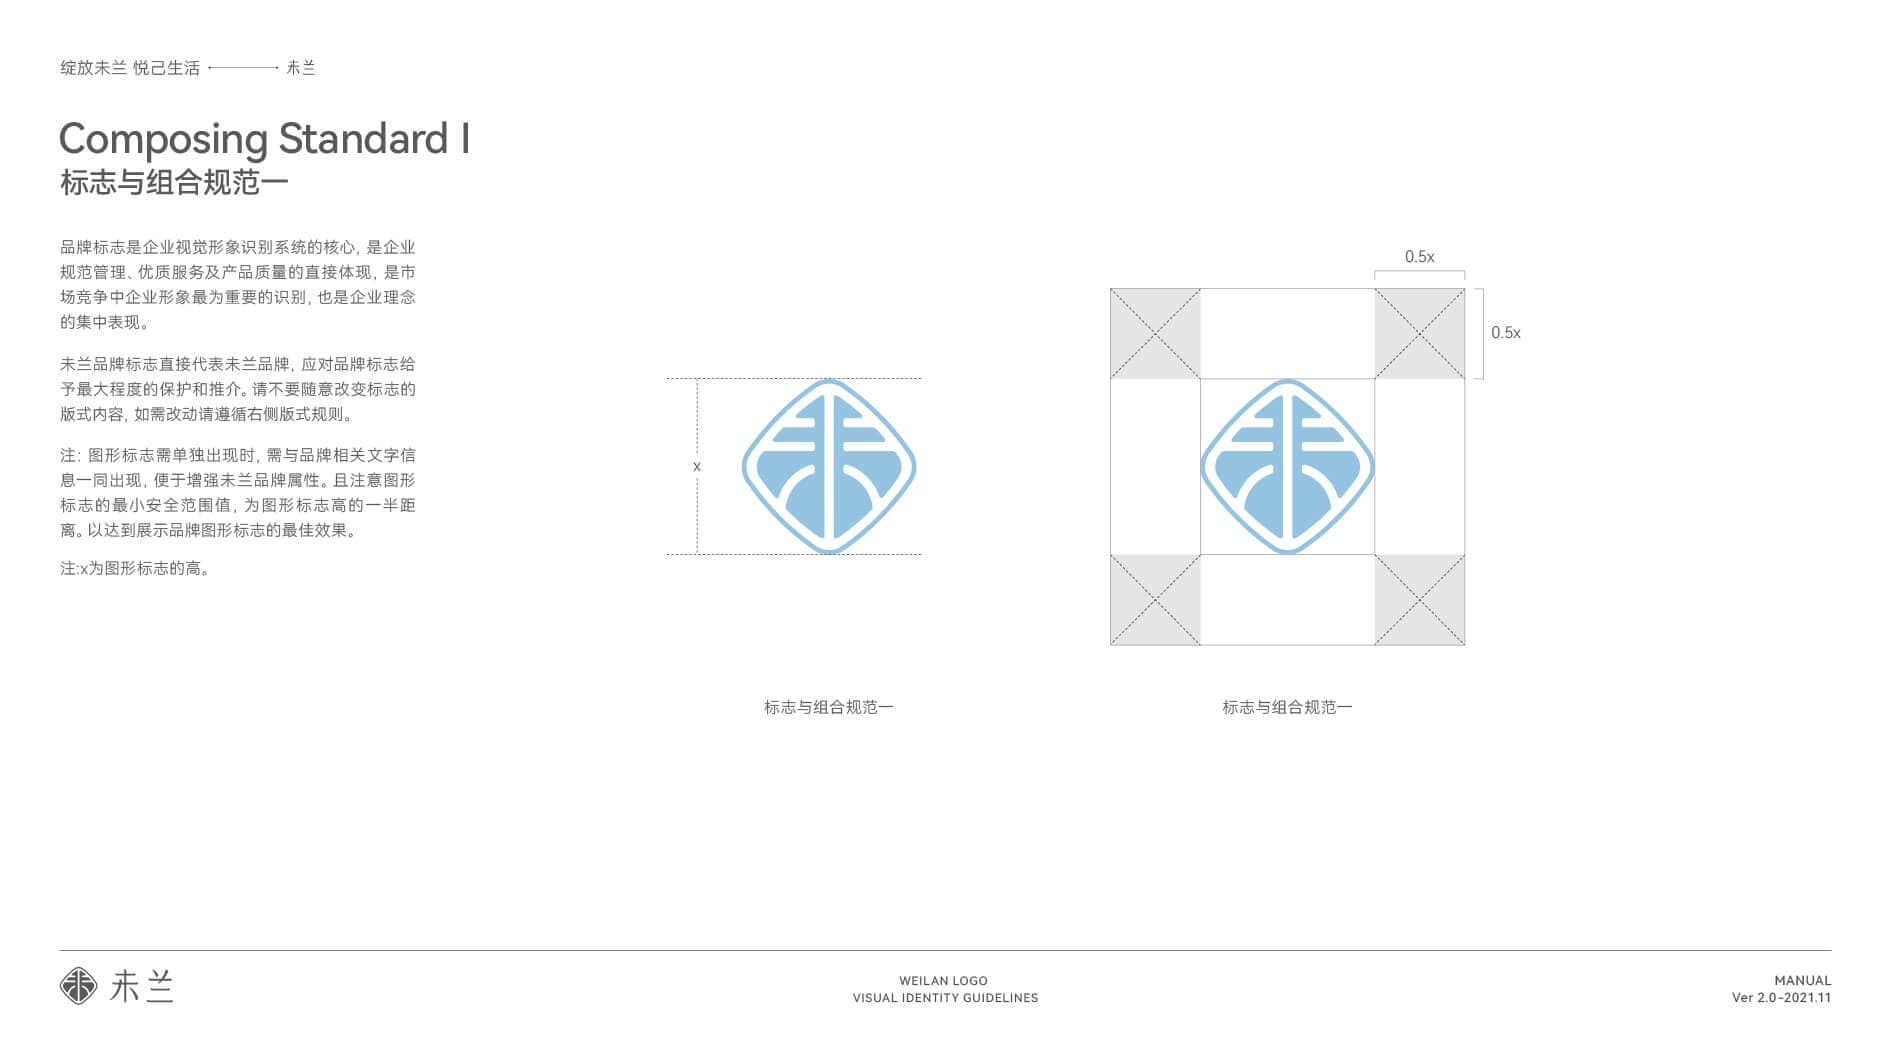 绽放未兰 悦己生活 未兰
Composing Standard I
标志与组合规范一
品牌标志是企业视觉形象识别系统的核心, 是企业
规范管理、优质服务及产品质量的直接体现, 是市
场竞争中企业形象最为重要的识别, 也是企业理念
的集中表现。
未兰品牌标志直接代表未兰品牌, 应对品牌标志给
予最大程度的保护和推介。请不要随意改变标志的
版式内容, 如需改动请遵循右侧版式规则。
注: 图形标志需单独出现时, 需与品牌相关文字信
息一同出现, 便于增强未兰品牌属性。且注意图形
标志的最小安全范围值, 为图形标志高的一半距
离。以达到展示品牌图形标志的最佳效果。
注:x为图形标志的高。
x
0.5x
0.5x
标志与组合规范一
标志与组合规范一
未兰
WEILAN LOGO
VISUAL IDENTITY GUIDELINES
MANUAL
Ver 2.0-2021.11